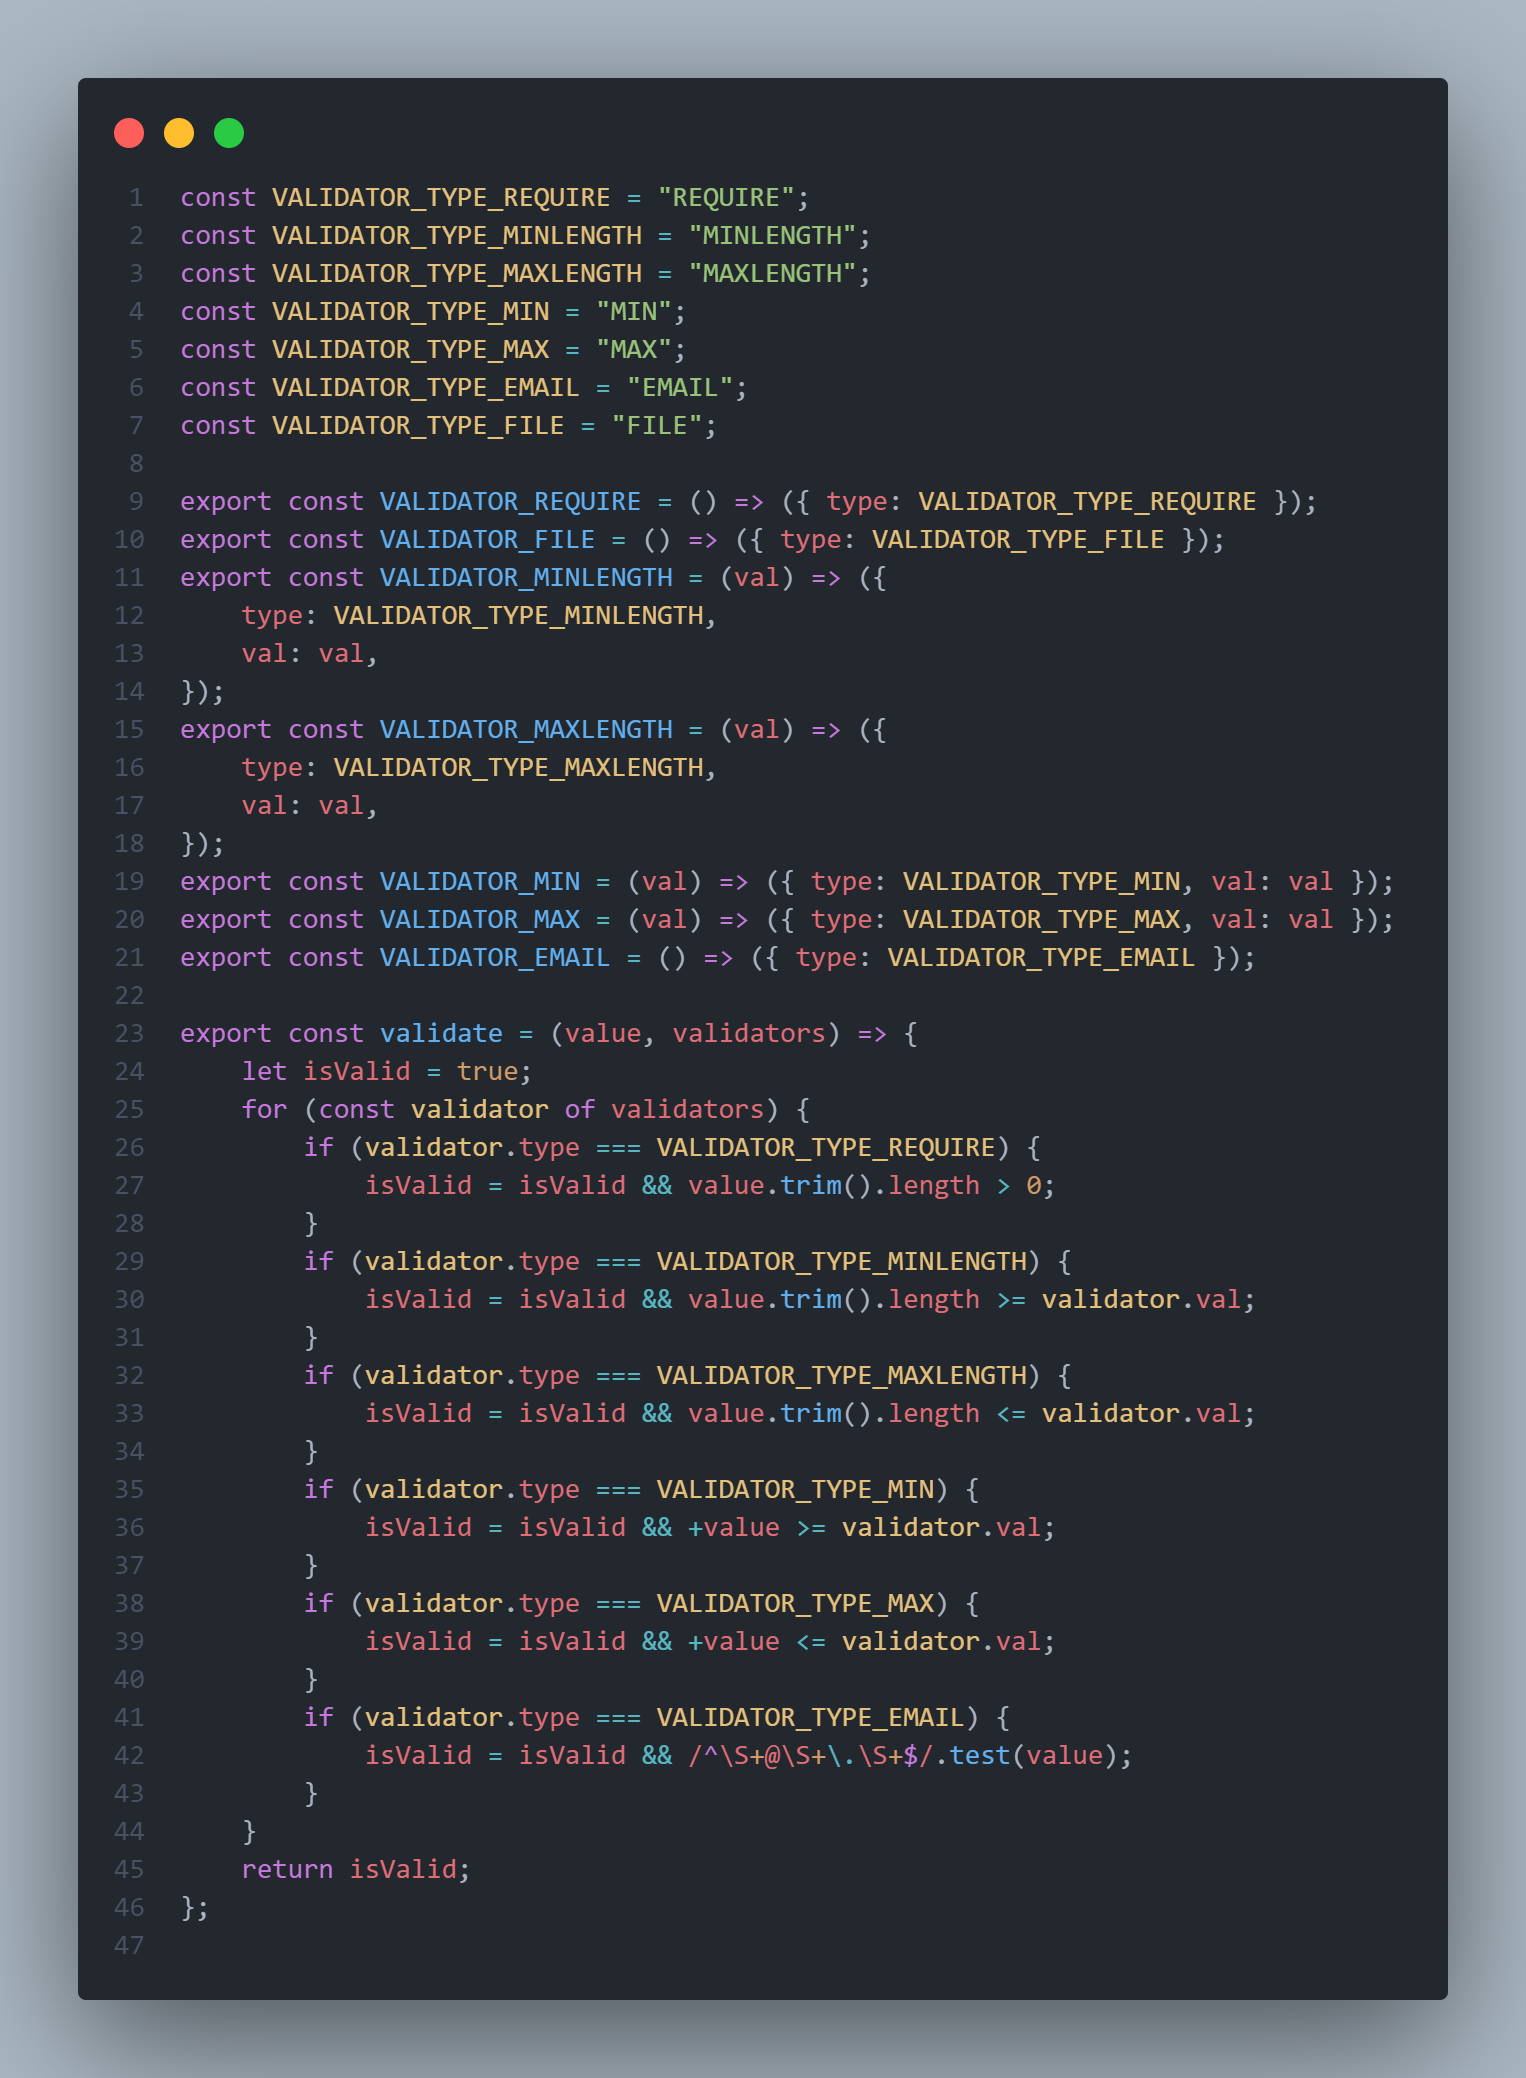 1 const VALIDATOR_TYPE_REQUIRE = "REQUIRE";
2 const VALIDATOR_TYPE_MINLENGTH = "MINLENGTH";
3 const VALIDATOR_TYPE_MAXLENGTH = "MAXLENGTH";
4 const VALIDATOR_TYPE_MIN = "MIN";
5 const VALIDATOR_TYPE_MAX = "MAX";
6 const VALIDATOR_TYPE_EMAIL = "EMAIL";
7 const VALIDATOR_TYPE_FILE = "FILE";
8
9 export const VALIDATOR_REQUIRE = () => ({ type: VALIDATOR_TYPE_REQUIRE });
10 export const VALIDATOR_FILE = () => ({ type: VALIDATOR_TYPE_FILE });
11 export const VALIDATOR_MINLENGTH = (val) => ({
12     type: VALIDATOR_TYPE_MINLENGTH,
13     val: val,
14 });
15 export const VALIDATOR_MAXLENGTH = (val) => ({
16     type: VALIDATOR_TYPE_MAXLENGTH,
17     val: val,
18 });
19 export const VALIDATOR_MIN = (val) => ({ type: VALIDATOR_TYPE_MIN, val: val });
20 export const VALIDATOR_MAX = (val) => ({ type: VALIDATOR_TYPE_MAX, val: val });
21 export const VALIDATOR_EMAIL = () => ({ type: VALIDATOR_TYPE_EMAIL });
22
23 export const validate = (value, validators) => {
24     let isValid = true;
25     for (const validator of validators) {
26         if (validator.type === VALIDATOR_TYPE_REQUIRE) {
27             isValid = isValid && value.trim().length > 0;
28         }
29         if (validator.type === VALIDATOR_TYPE_MINLENGTH) {
30             isValid = isValid && value.trim().length >= validator.val;
31         }
32         if (validator.type === VALIDATOR_TYPE_MAXLENGTH) {
33             isValid = isValid && value.trim().length <= validator.val;
34         }
35         if (validator.type === VALIDATOR_TYPE_MIN) {
36             isValid = isValid && +value >= validator.val;
37         }
38         if (validator.type === VALIDATOR_TYPE_MAX) {
39             isValid = isValid && +value <= validator.val;
40         }
41         if (validator.type === VALIDATOR_TYPE_EMAIL) {
42             isValid = isValid && /^\S+@\S+\.\S+$/.test(value);
43         }
44     }
45     return isValid;
46 };
47